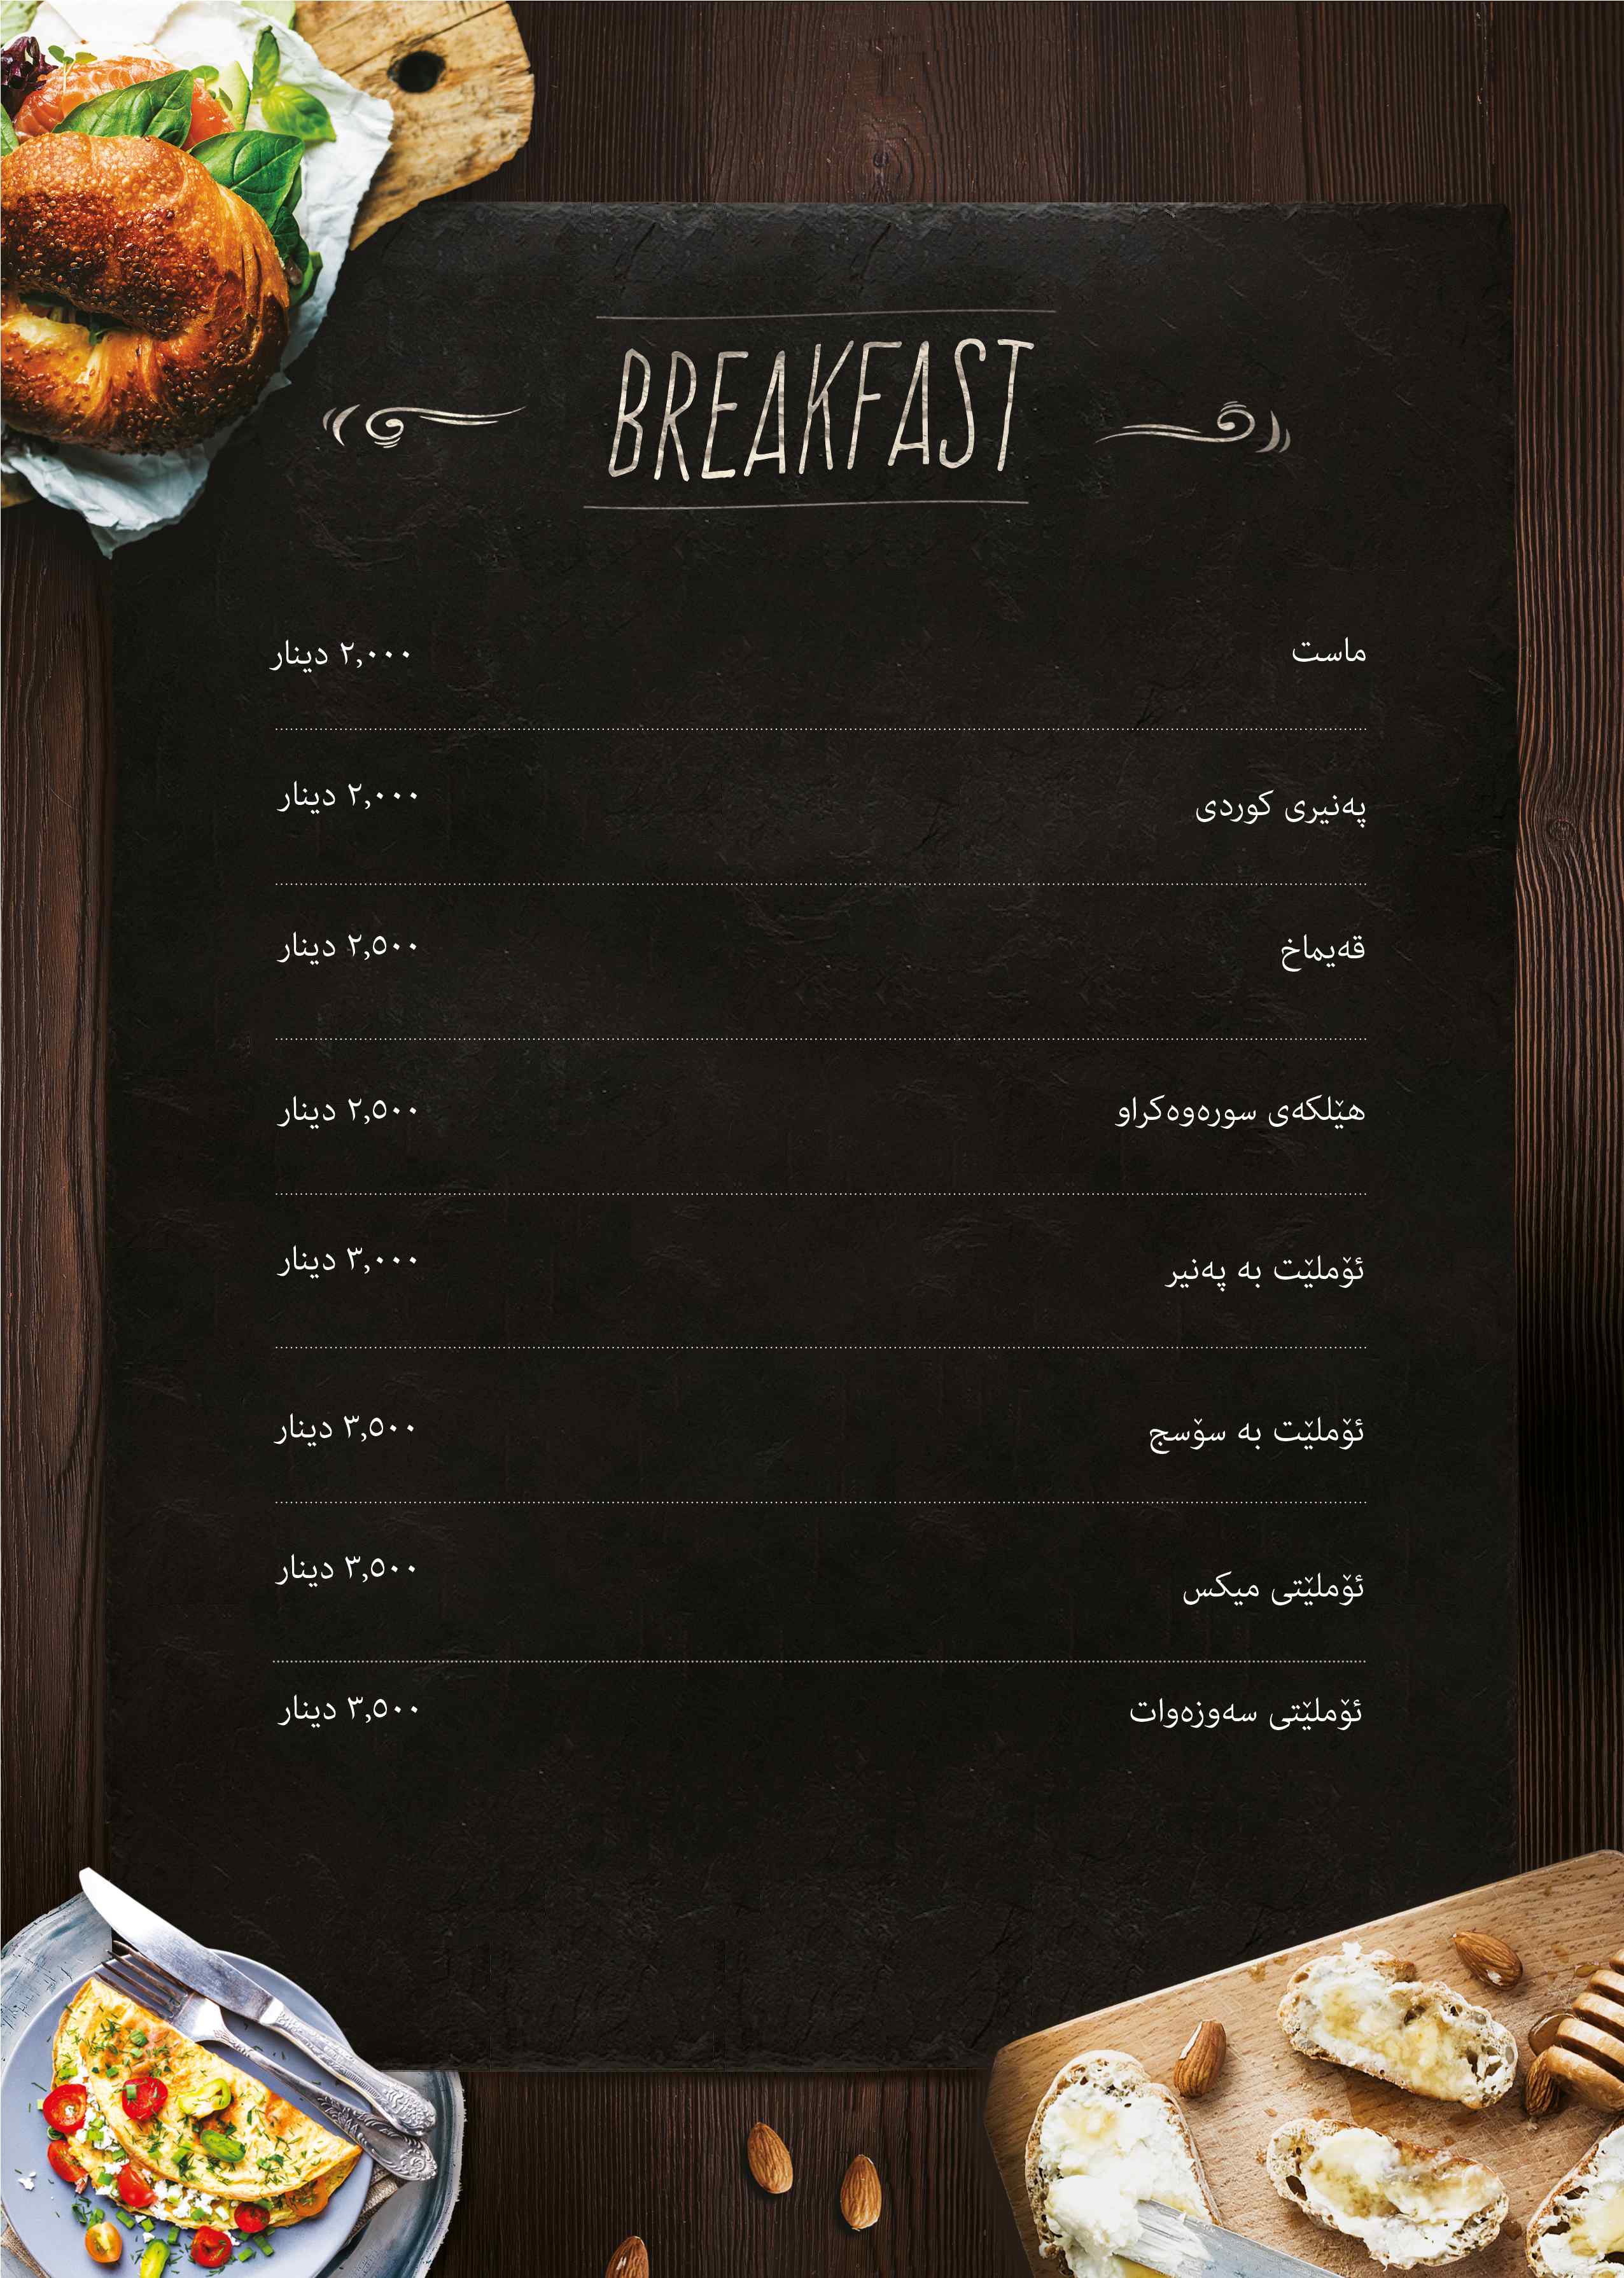 BREAKFAST
ماست ٢,٠٠٠ دینار
پەنیری کوردی ٢,٠٠٠ دینار
قەیماخ ٢,٥٠٠ دینار
هێلکەی سورەوەکراو ٢,٥٠٠ دینار
ئۆملێت بە پەنیر ٣,٠٠٠ دینار
ئۆملێت بە سۆسج ٣,٥٠٠ دینار
ئۆملێتی میکس ٣,٥٠٠ دینار
ئۆملێتی سەوزەوات ٣,٥٠٠ دینار